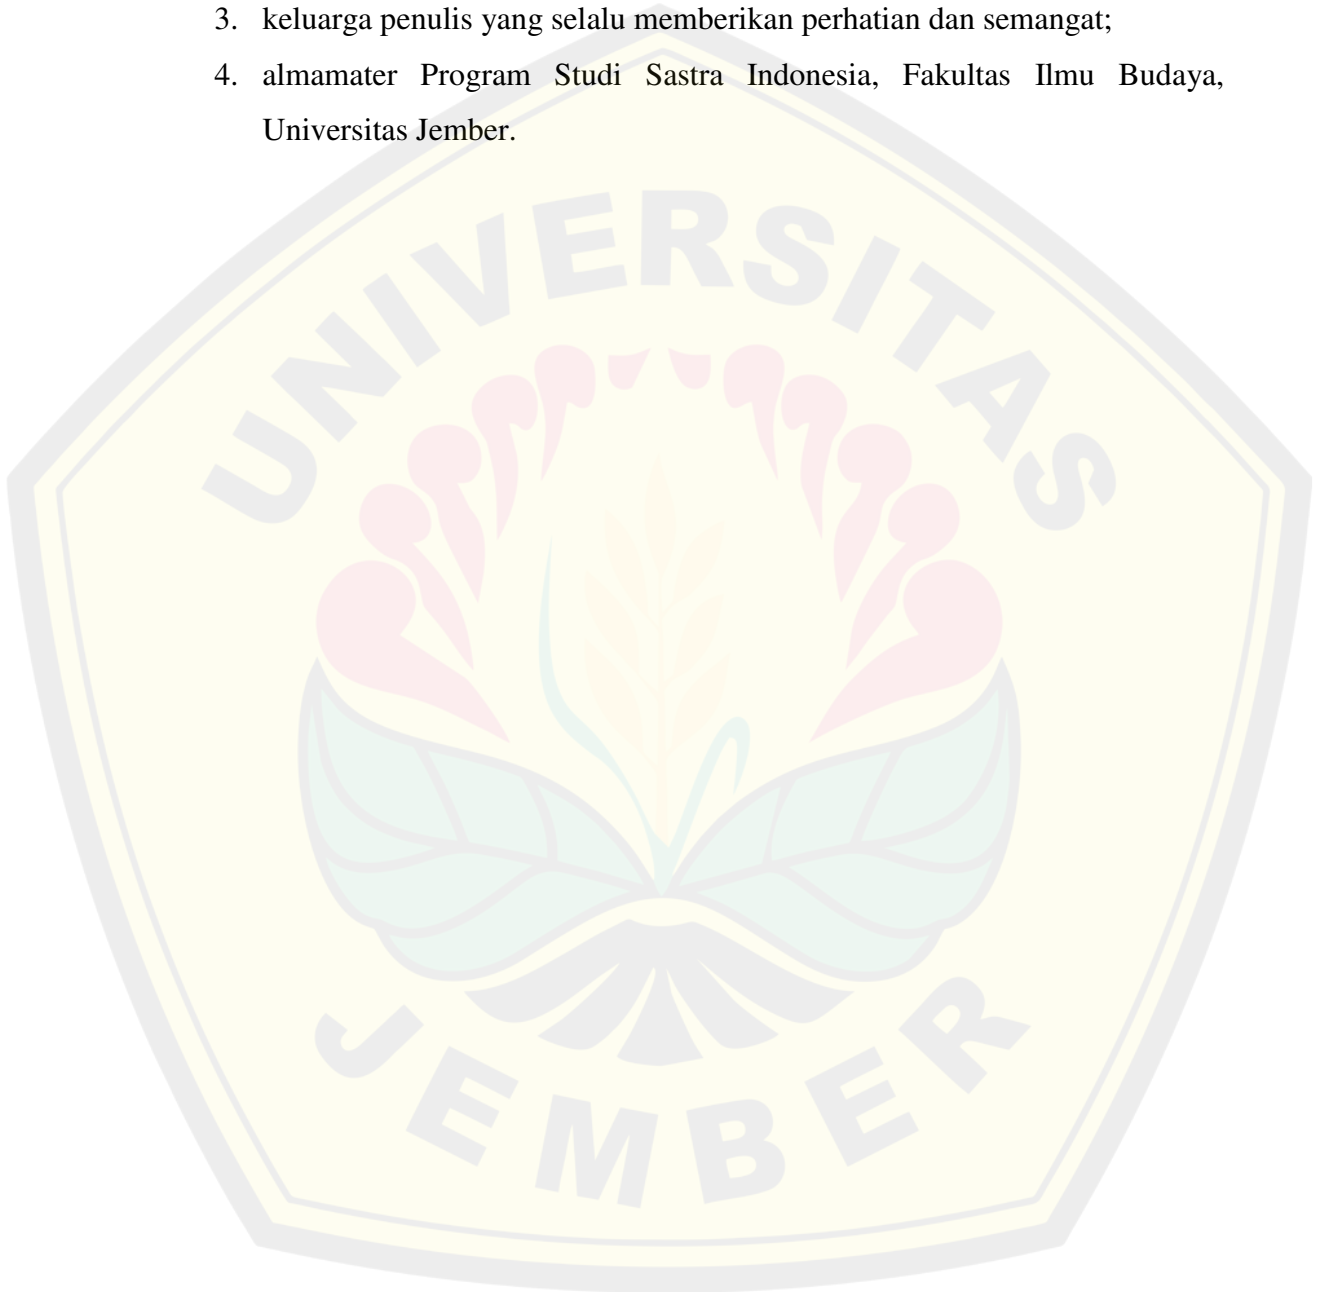 3. keluarga penulis yang selalu memberikan perhatian dan semangat;
4. almamater Program Studi Sastra Indonesia, Fakultas Ilmu Budaya,
Universitas Jember.
UNIVERSITAS
JEMBER